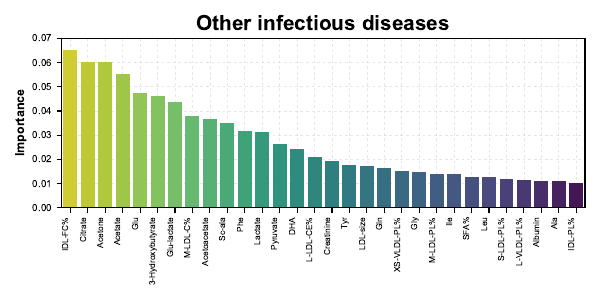 Other infectious diseases
Importance
0.07
0.06
0.05
0.04
0.03
0.02
0.01
0.00
IDL-FC%
Citrate
Acetone
Acetate
Glu
3-Hydroxybutyrate
Glu-lactate
M-LDL-C%
Acetoacetate
Sc-ala
Phe
Lactate
Pyruvate
DHA
L-LDL-CE%
Creatinine
Tyr
LDL-size
Gln
XS-VLDL-PL%
Gly
M-LDL-PL%
Ile
SFA%
Leu
S-LDL-PL%
L-VLDL-PL%
Albumin
Ala
IDL-PL%